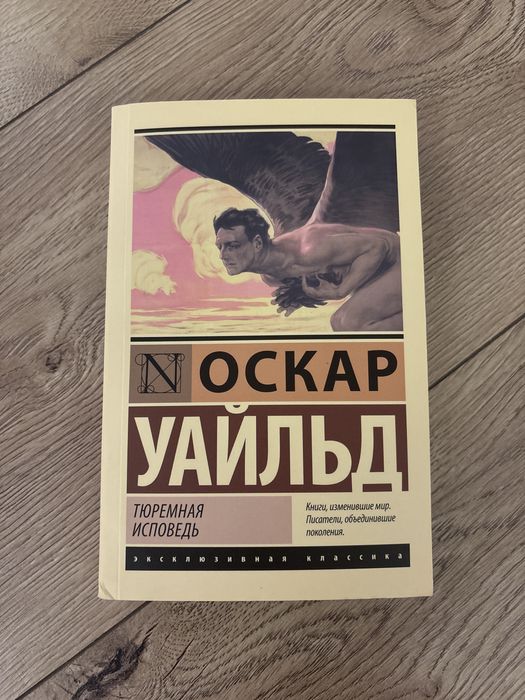 N ОСКАР
УАЙЛЬД
ТЮРЕМНАЯ
ИСПОВЕДЬ
Книги, изменившие мир.
Писатели, объединившие
поколения.
эксклюзивная классика